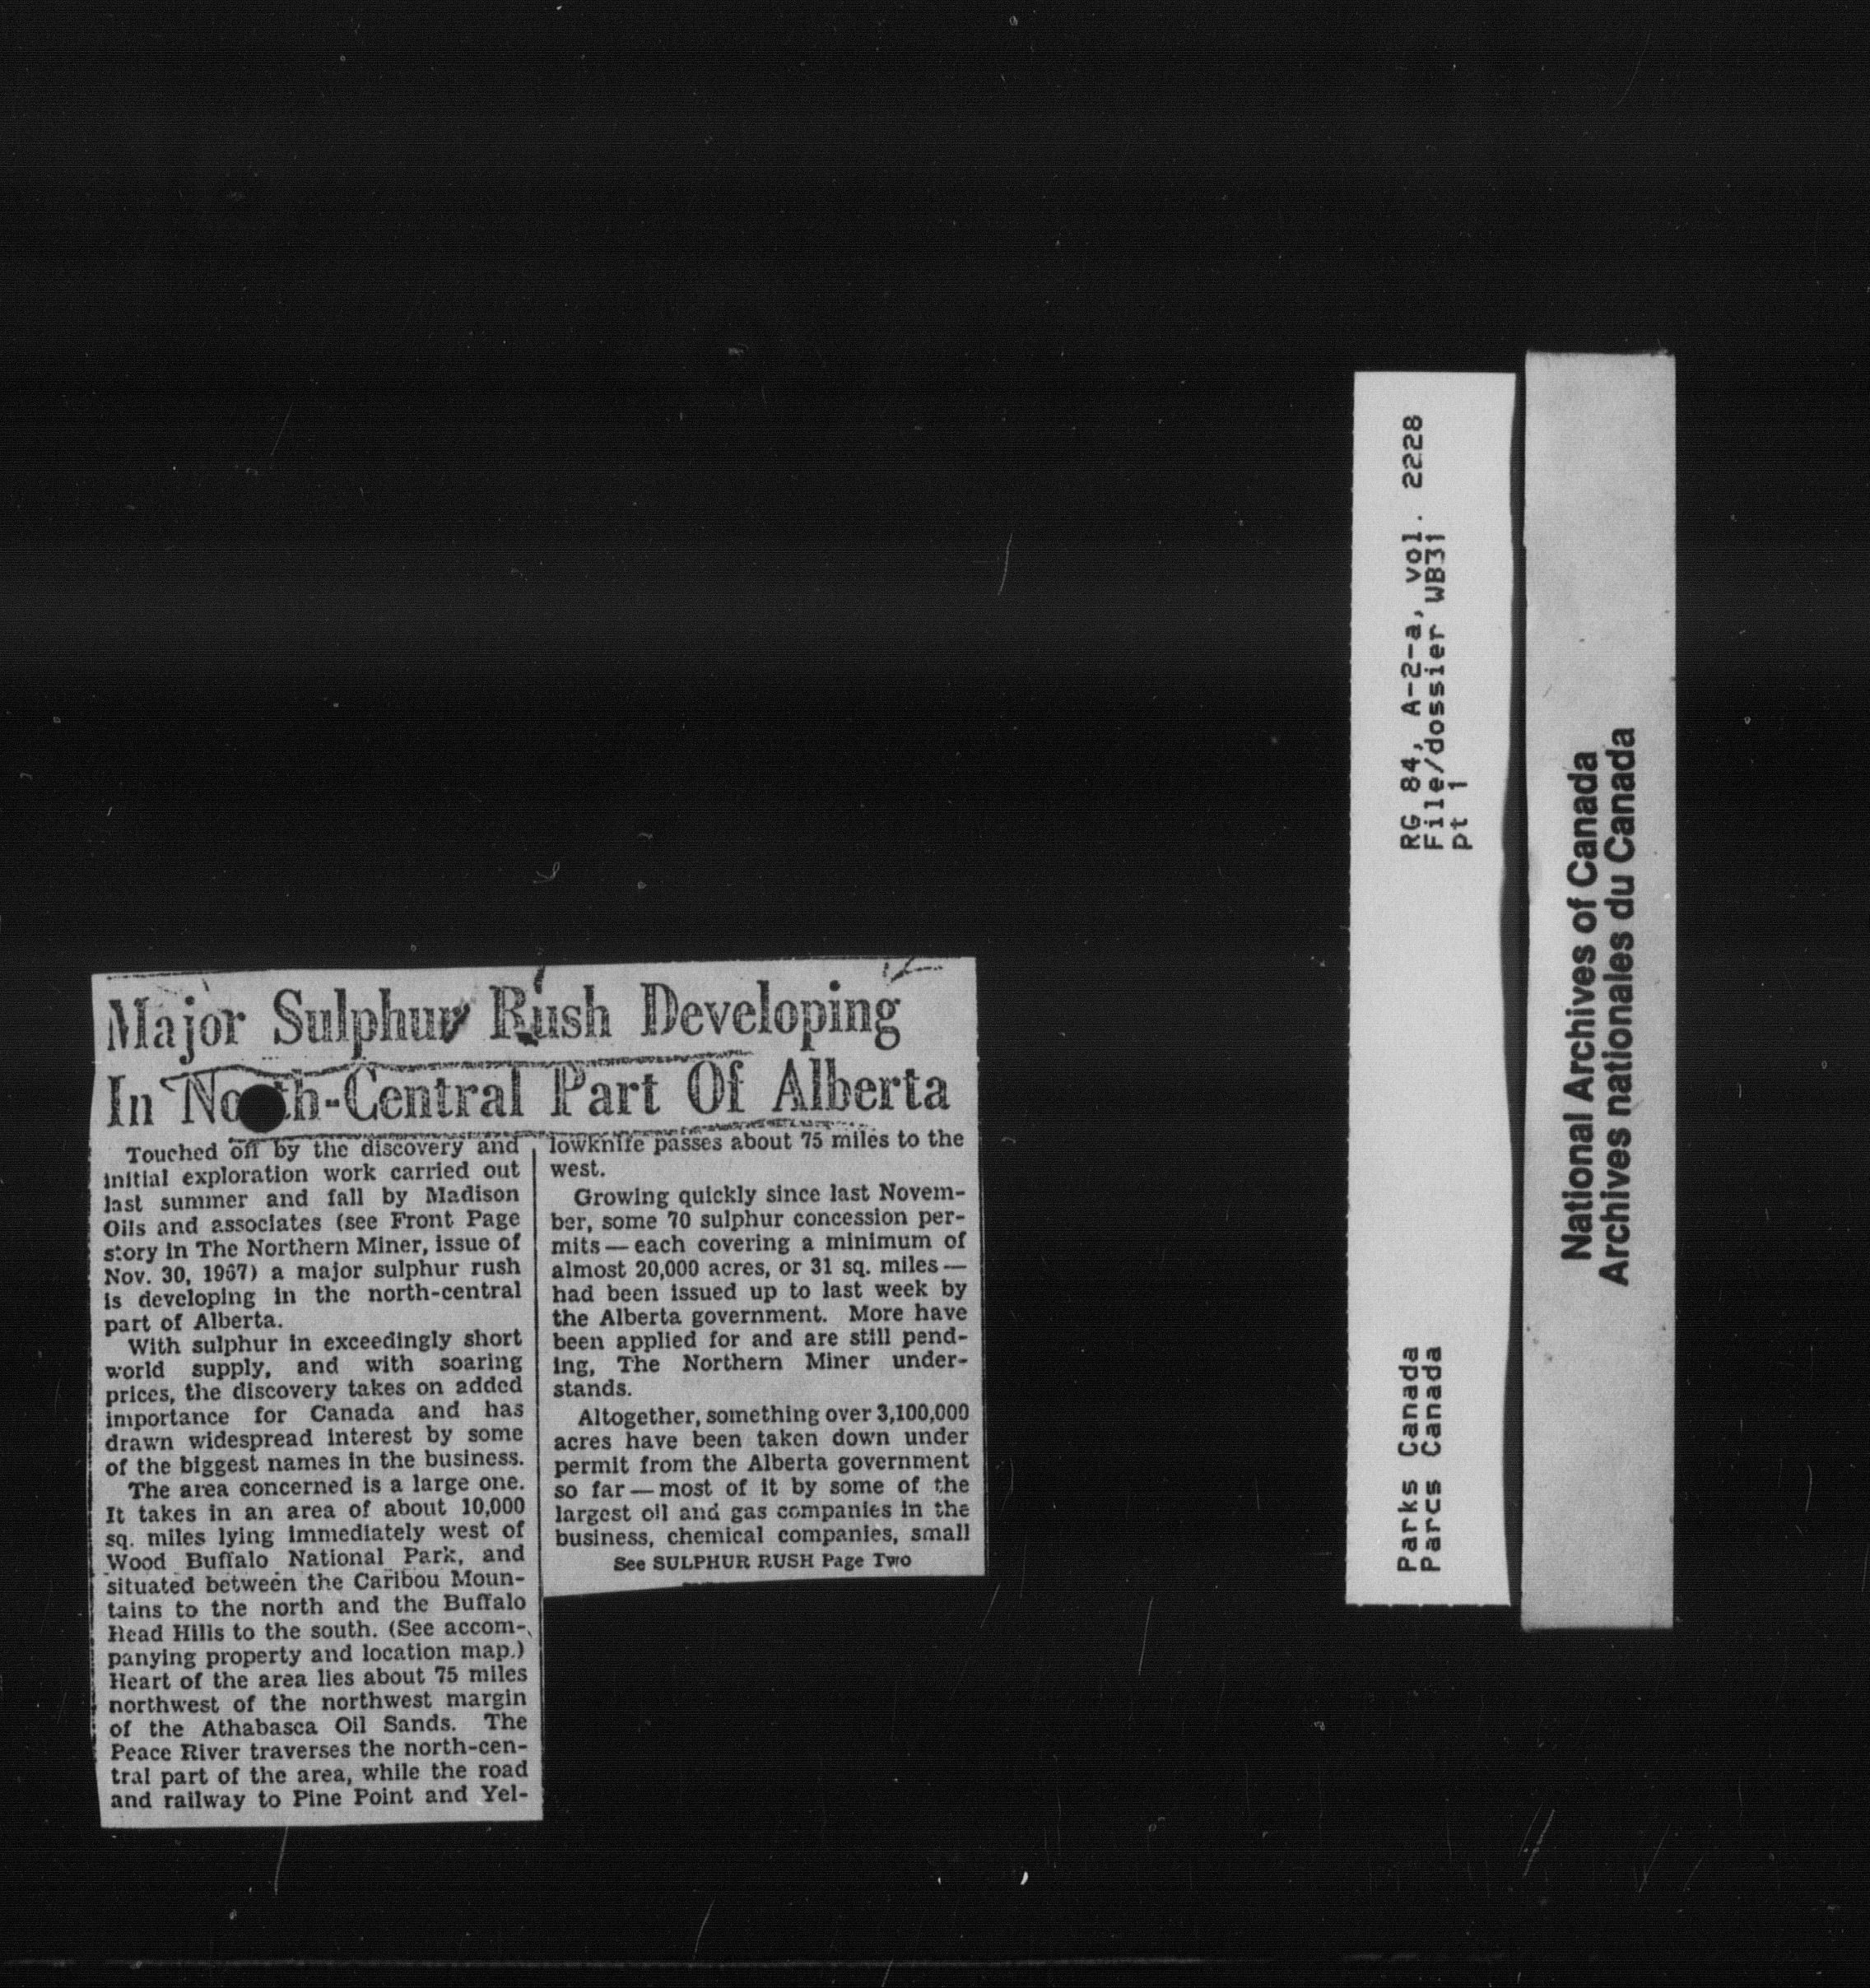 Major Sulphur Rush Developing
In North-Central Part Of Alberta
Touched off by the discovery and
initial exploration work carried out
last summer and fall by Madison
Oils and associates (see Front Page
story in The Northern Miner, issue of
Nov. 30, 1967) a major sulphur rush
is developing in the north-central
part of Alberta.
With sulphur in exceedingly short
world supply, and with soaring
prices, the discovery takes on added
importance for Canada and has
drawn widespread interest by some
of the biggest names in the business.
The area concerned is a large one.
It takes in an area of about 10,000
sq. miles lying immediately west of
Wood Buffalo National Park, and
situated between the Caribou Moun-
tains to the north and the Buffalo
Head Hills to the south. (See accom-
panying property and location map.)
Heart of the area lies about 75 miles
northwest of the northwest margin
of the Athabasca Oil Sands. The
Peace River traverses the north-cen-
tral part of the area, while the road
and railway to Pine Point and Yel-
lowknife passes about 75 miles to the
west.
Growing quickly since last Novem-
ber, some 70 sulphur concession per-
mits — each covering a minimum of
almost 20,000 acres, or 31 sq. miles —
had been issued up to last week by
the Alberta government. More have
been applied for and are still pend-
ing, The Northern Miner under-
stands.
Altogether, something over 3,100,000
acres have been taken down under
permit from the Alberta government
so far — most of it by some of the
largest oil and gas companies in the
business, chemical companies, small
See SULPHUR RUSH Page Two
Parks Canada
Parcs Canada
RG 84, A-2-a, vol. 2228
File/dossier WB31
pt 1
National Archives of Canada
Archives nationales du Canada